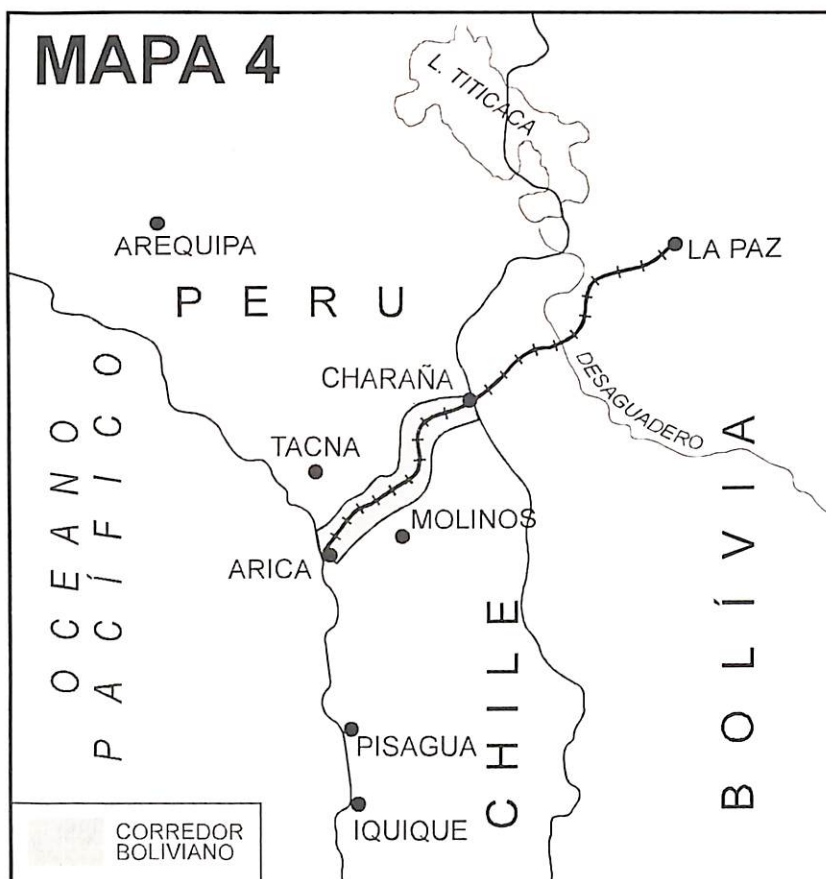 MAPA 4
L. TITICACA
AREQUIPA
LA PAZ
PERU
CHARAÑA
DESAGUADERO
TACNA
OCEANO
PACÍFICO
MOLINOS
ARICA
CHILE
BOLÍVIA
PISAGUA
IQUIQUE
CORREDOR
BOLIVIANO